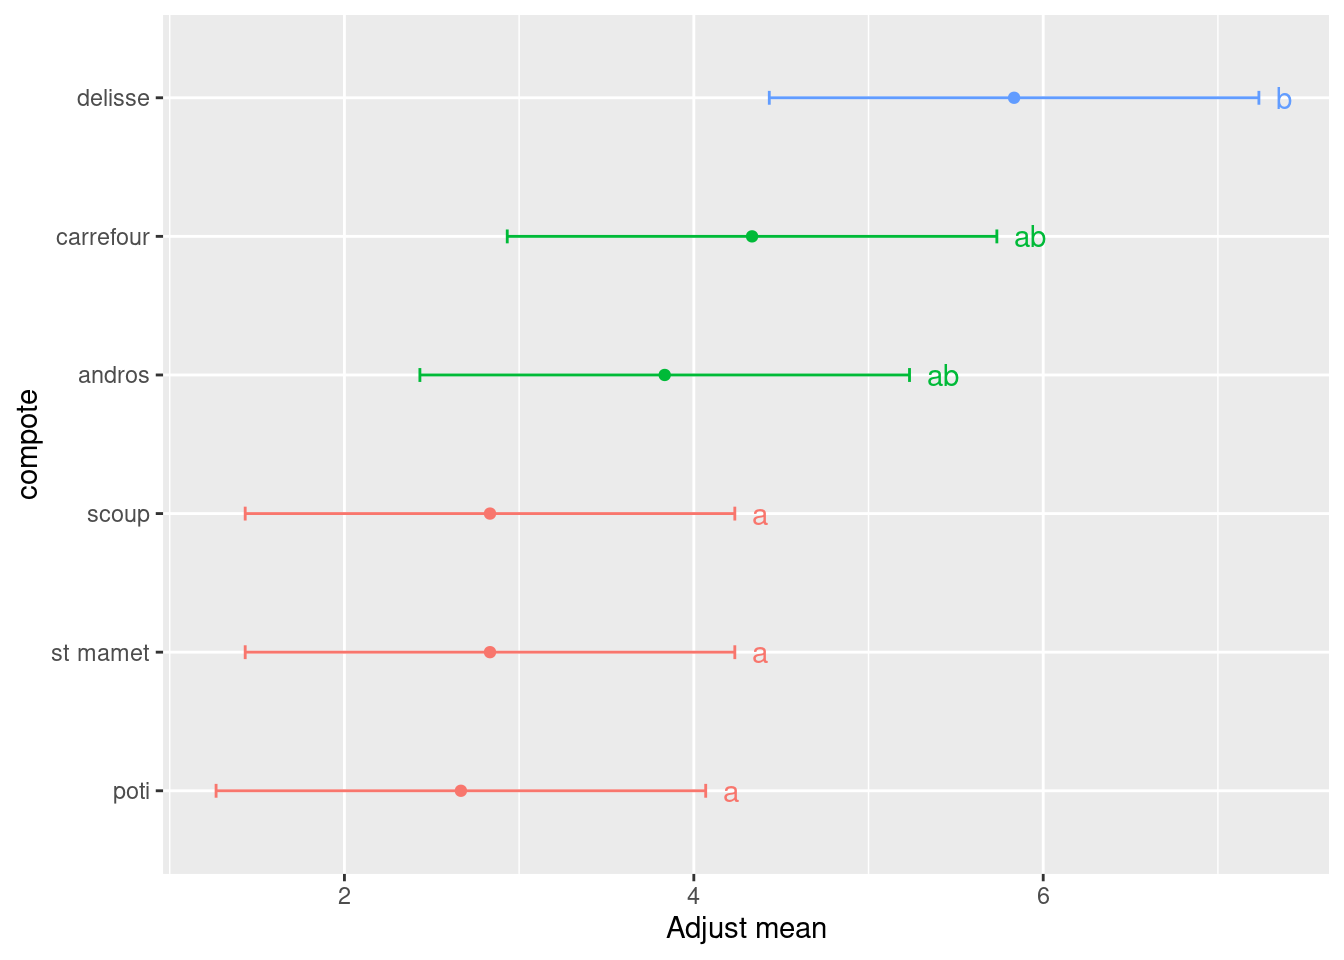 delisse
b
carrefour
ab
andros
ab
scoup
a
st mamet
a
poti
a
2
4
6
Adjust mean
compote